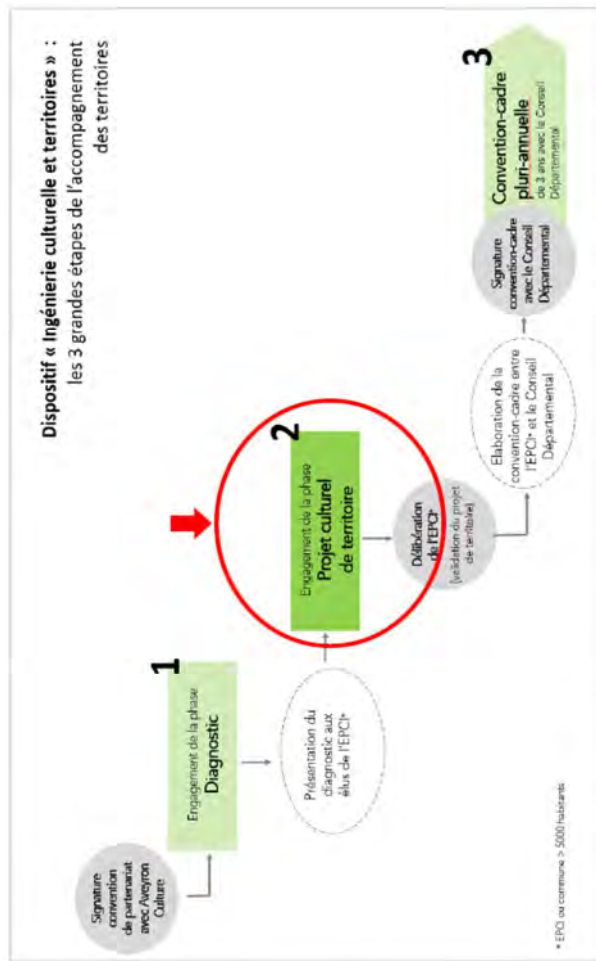 Dispositif « Ingénierie culturelle et territoires » :
les 3 grandes étapes de l'accompagnement
des territoires
Signature
convention
de partenariat
avec Aveyron
Culture
1
Engagement de la phase
Diagnostic
Présentation du
diagnostic aux
élus de l'EPCI*
2
Engagement de la phase
Projet culturel
de territoire
Délibération
de l'EPCI*
(validation du projet
de territoire)
Elaboration de la
convention-cadre entre
l'EPCI* et le Conseil
Départemental
Signature
convention-cadre
avec le Conseil
Départemental
3
Convention-cadre
pluri-annuelle
de 3 ans avec le Conseil
Départemental
* EPCI ou commune > 5000 habitants